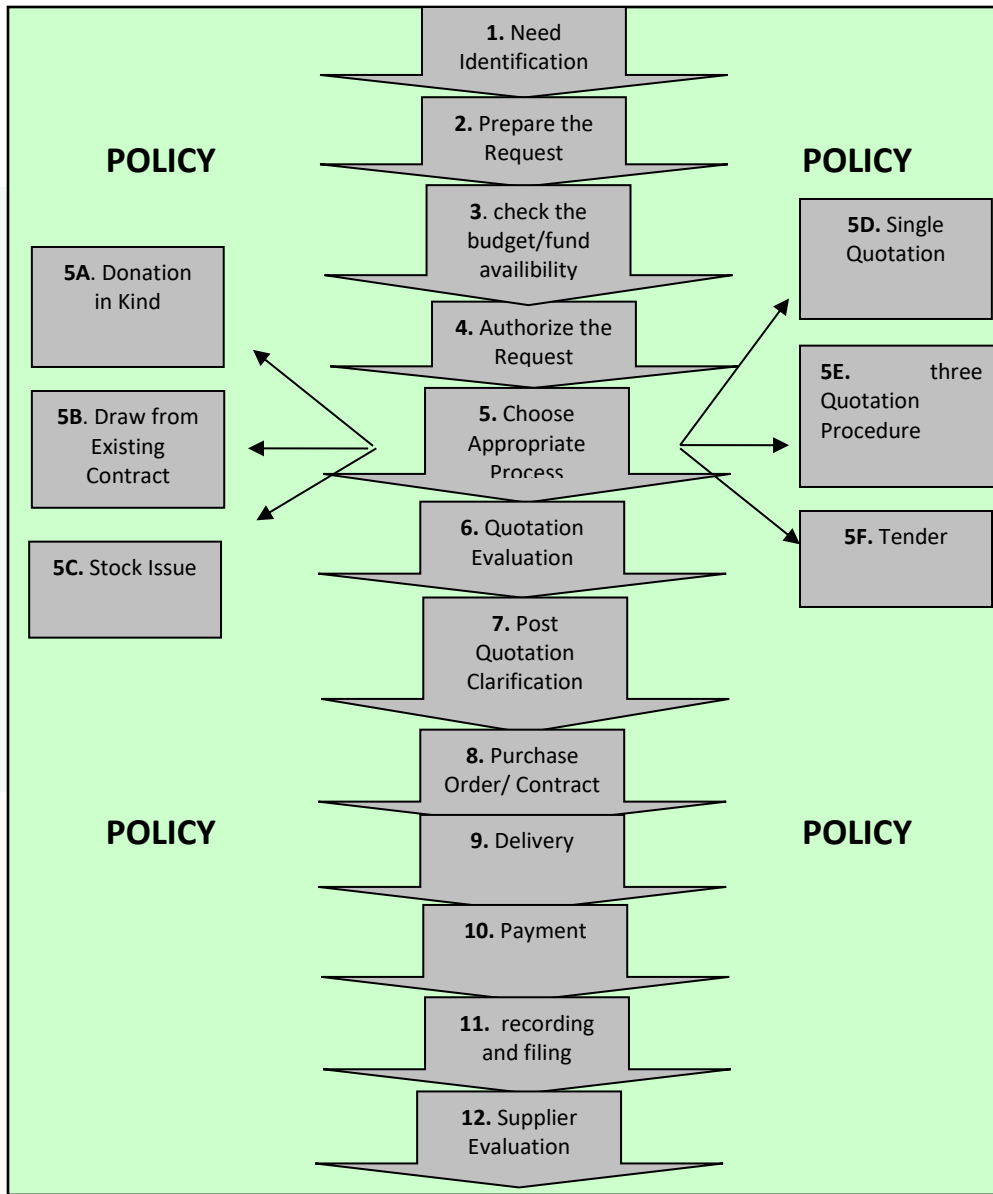 1. Need
Identification
2. Prepare the
Request
POLICY
POLICY
3. check the
budget/fund
availibility
5D. Single
Quotation
5A. Donation
in Kind
4. Authorize the
Request
5E. three
Quotation
Procedure
5B. Draw from
Existing
Contract
5. Choose
Appropriate
Process
5C. Stock Issue
6. Quotation
Evaluation
5F. Tender
7. Post
Quotation
Clarification
8. Purchase
Order/ Contract
POLICY
POLICY
9. Delivery
10. Payment
11. recording
and filing
12. Supplier
Evaluation